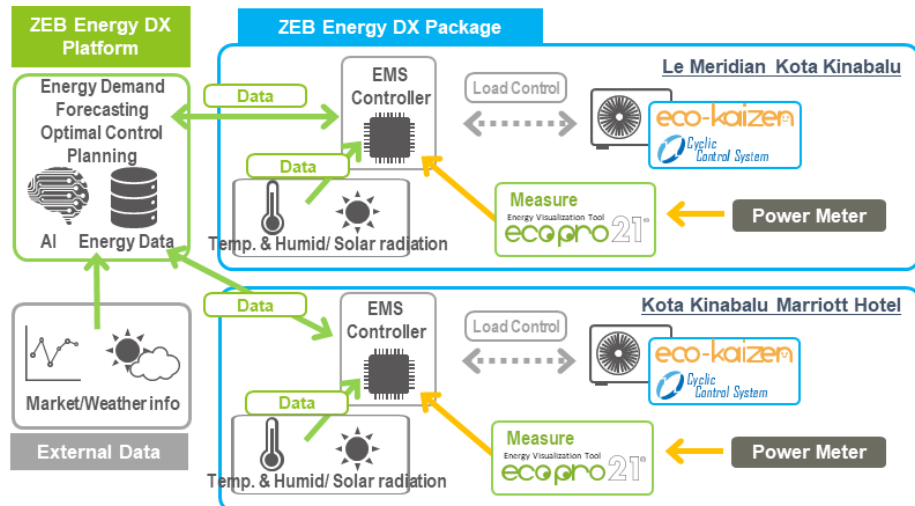 ZEB Energy DX
Platform
Energy Demand
Forecasting
Optimal Control
Planning
AI
Energy Data
Market/Weather info
External Data
ZEB Energy DX Package
Le Meridian Kota Kinabalu
Data
EMS
Controller
Load Control
eco-kaizen
Cyclic
Control System
Data
Temp. & Humid/ Solar radiation
Measure
Energy Visualization Tool
ecopro21
Power Meter
Kota Kinabalu Marriott Hotel
Data
EMS
Controller
Load Control
eco-kaizen
Cyclic
Control System
Data
Temp. & Humid/ Solar radiation
Measure
Energy Visualization Tool
ecopro21
Power Meter